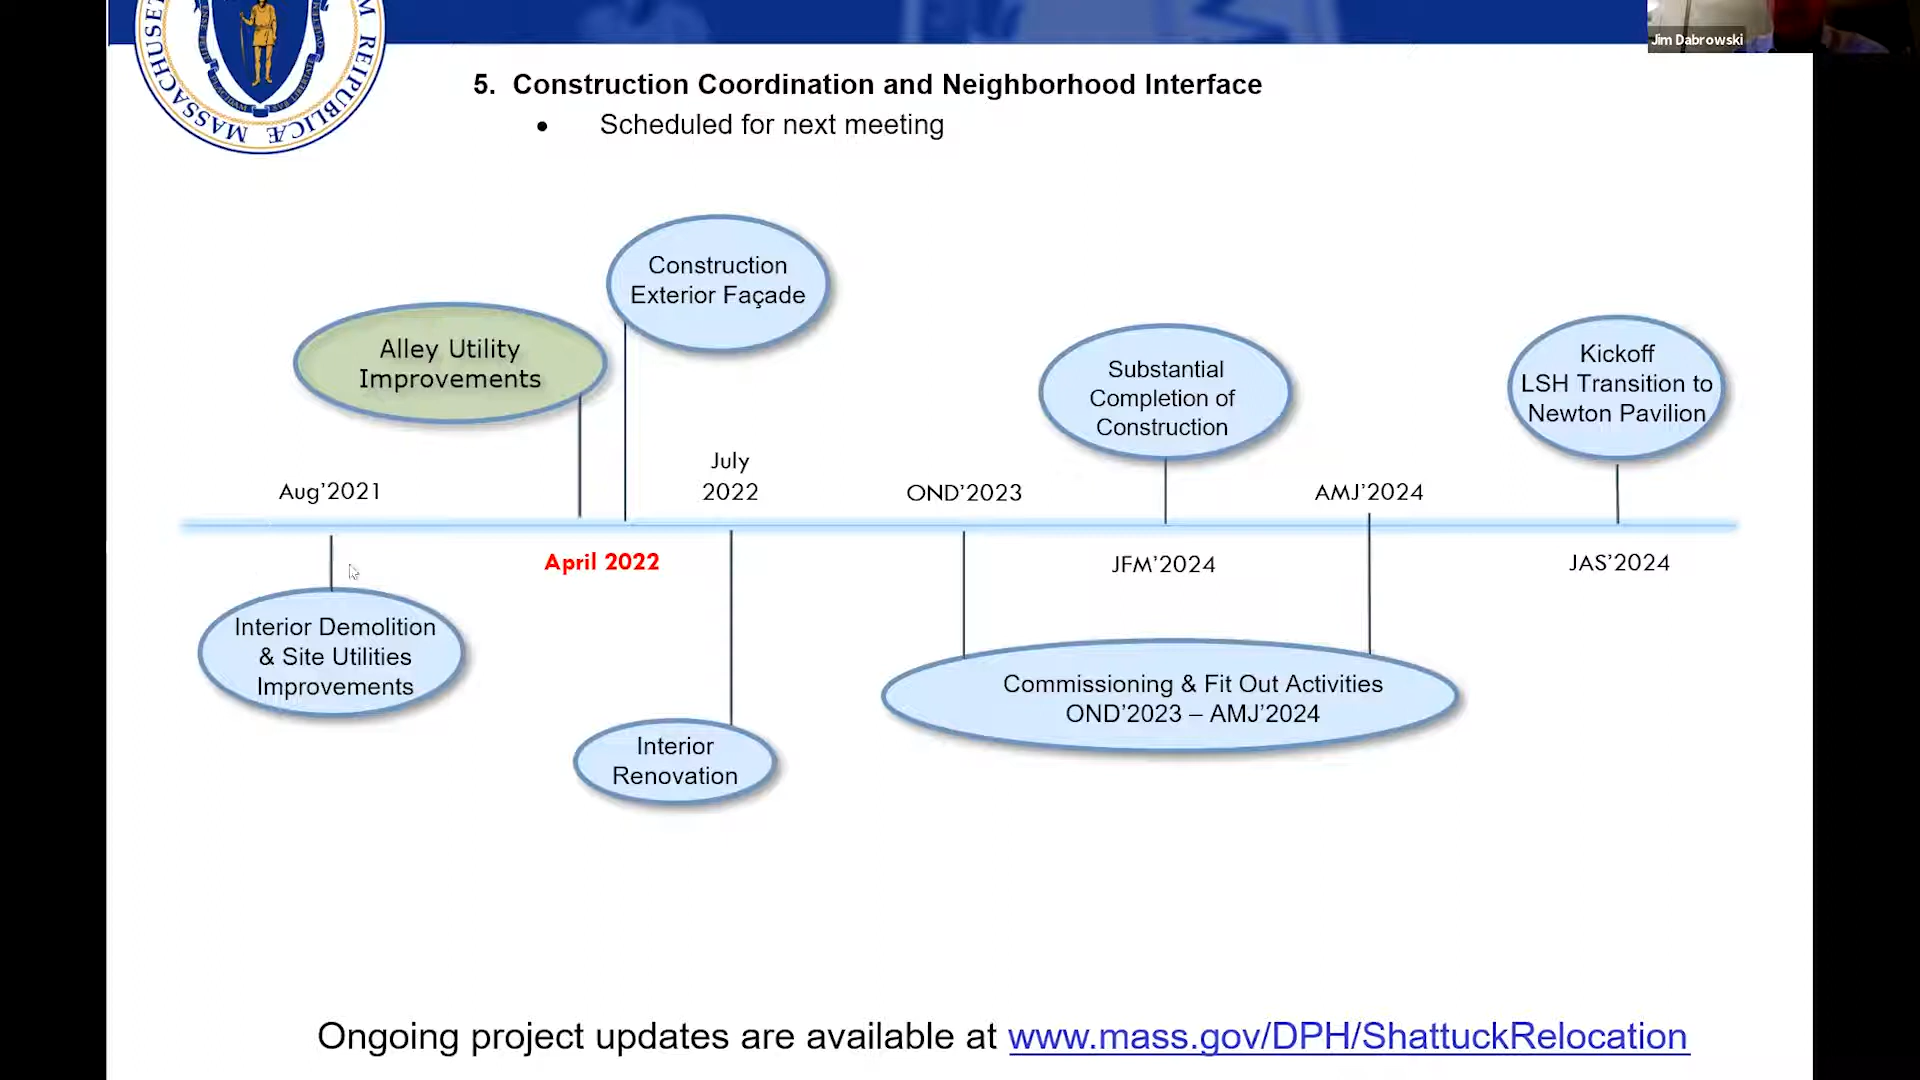 Jim Dabrowski
MASSACHUSET
M REIPUBLICÆ
5. Construction Coordination and Neighborhood Interface
• Scheduled for next meeting
Construction
Exterior Façade
Alley Utility
Improvements
Substantial
Completion of
Construction
Kickoff
LSH Transition to
Newton Pavilion
Aug'2021
July
2022
OND'2023
AMJ'2024
April 2022
JFM'2024
JAS'2024
Interior Demolition
& Site Utilities
Improvements
Commissioning & Fit Out Activities
OND'2023 – AMJ'2024
Interior
Renovation
Ongoing project updates are available at www.mass.gov/DPH/ShattuckRelocation